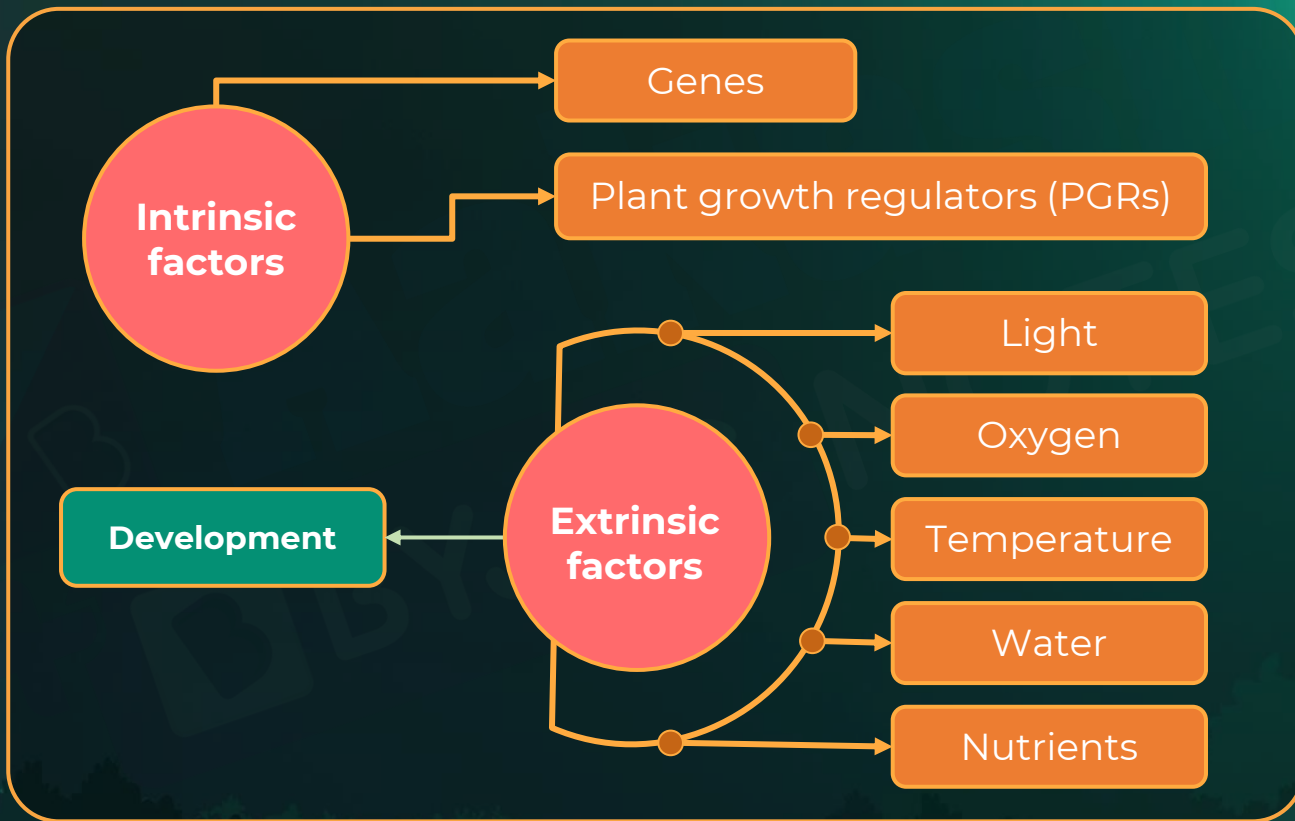 Genes
Plant growth regulators (PGRs)
Intrinsic
factors
Light
Oxygen
Temperature
Water
Nutrients
Extrinsic
factors
Development